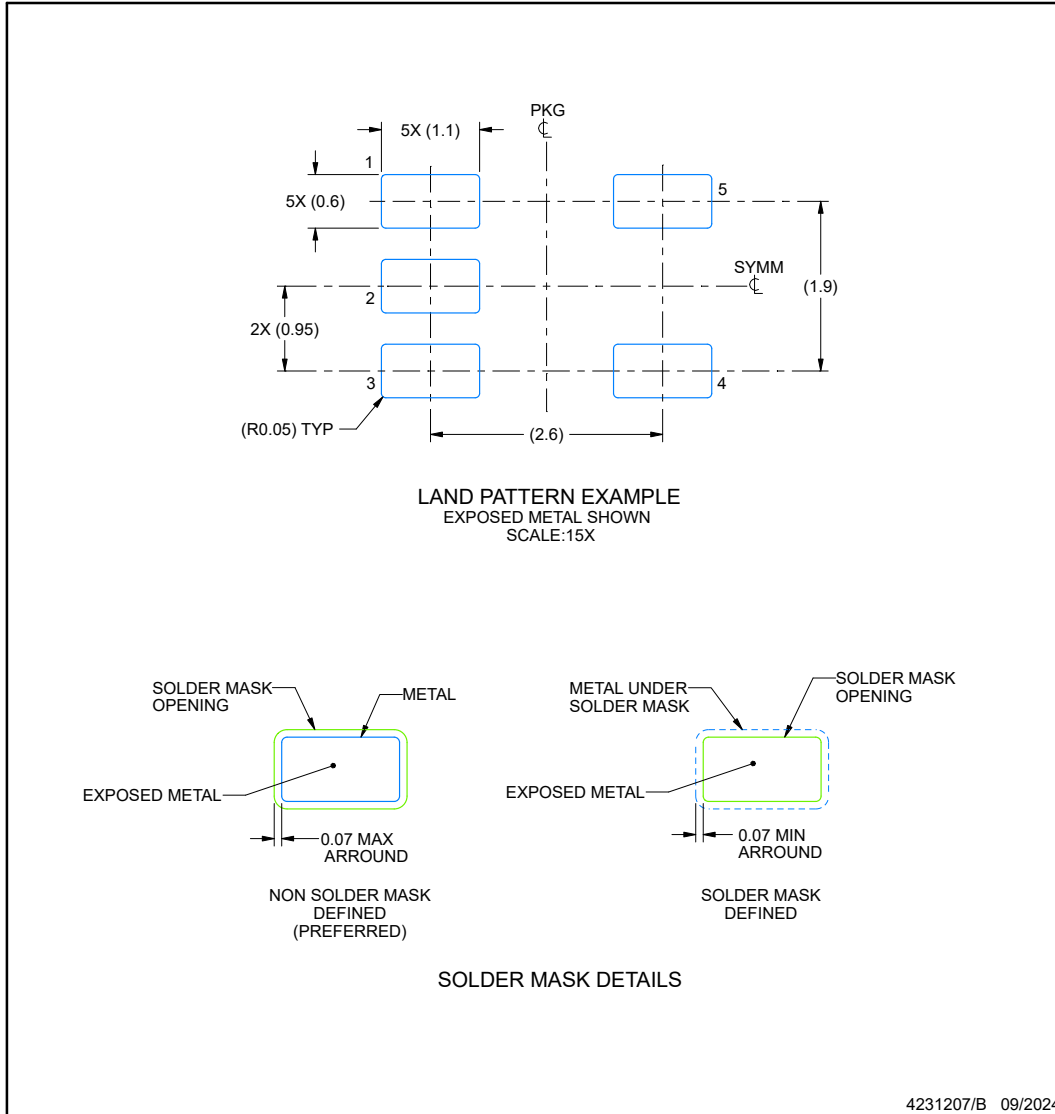 PKG
5X (1.1)
1
5
5X (0.6)
SYMM
(1.9)
2
2X (0.95)
3
4
(R0.05) TYP
(2.6)
LAND PATTERN EXAMPLE
EXPOSED METAL SHOWN
SCALE:15X
SOLDER MASK
OPENING
METAL
EXPOSED METAL
0.07 MAX
ARROUND
NON SOLDER MASK
DEFINED
(PREFERRED)
METAL UNDER
SOLDER MASK
SOLDER MASK
OPENING
EXPOSED METAL
0.07 MIN
ARROUND
SOLDER MASK
DEFINED
SOLDER MASK DETAILS
4231207/B 09/2024